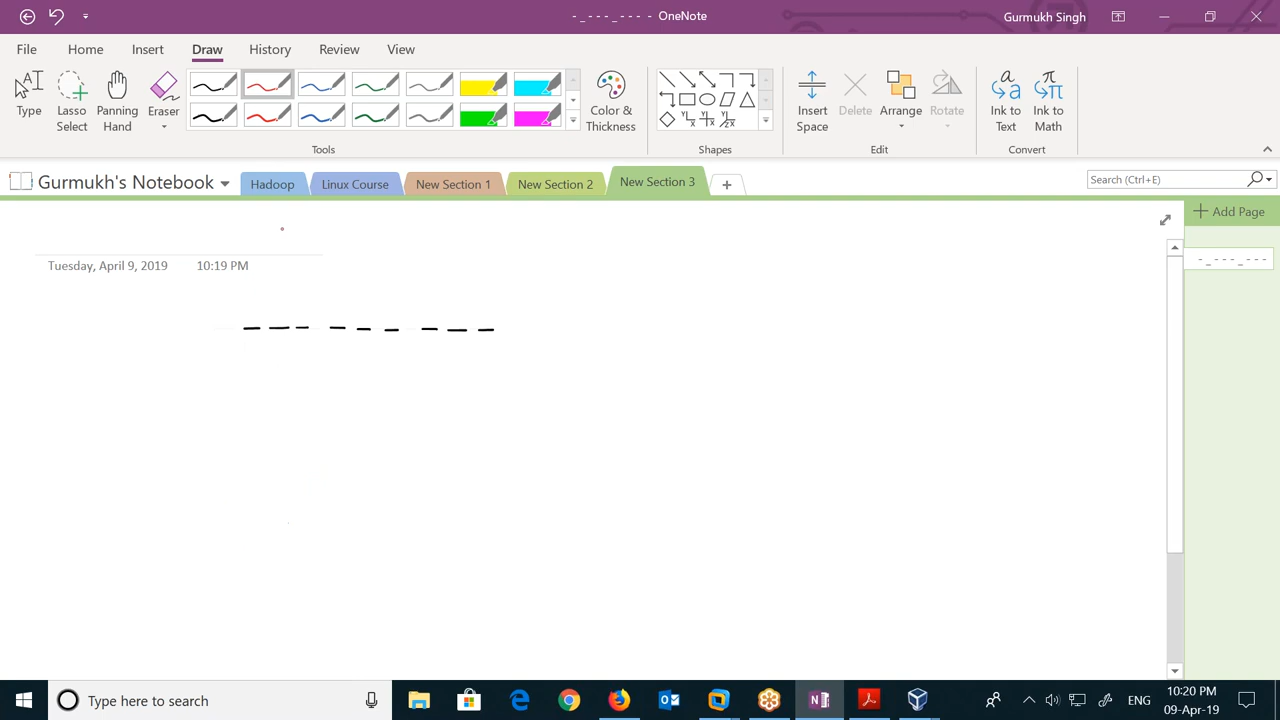 - _ - - - _ - - - - - OneNote
Gurmukh Singh
File Home Insert Draw History Review View
Type
Lasso Select
Panning Hand
Eraser
Color & Thickness
Insert Space
Delete
Arrange
Rotate
Ink to Text
Ink to Math
Tools
Shapes
Edit
Convert
Gurmukh's Notebook
Hadoop
Linux Course
New Section 1
New Section 2
New Section 3
Search (Ctrl+E)
Add Page
Tuesday, April 9, 2019 10:19 PM
- _ - - - _ - - -
Type here to search
ENG
10:20 PM
09-Apr-19